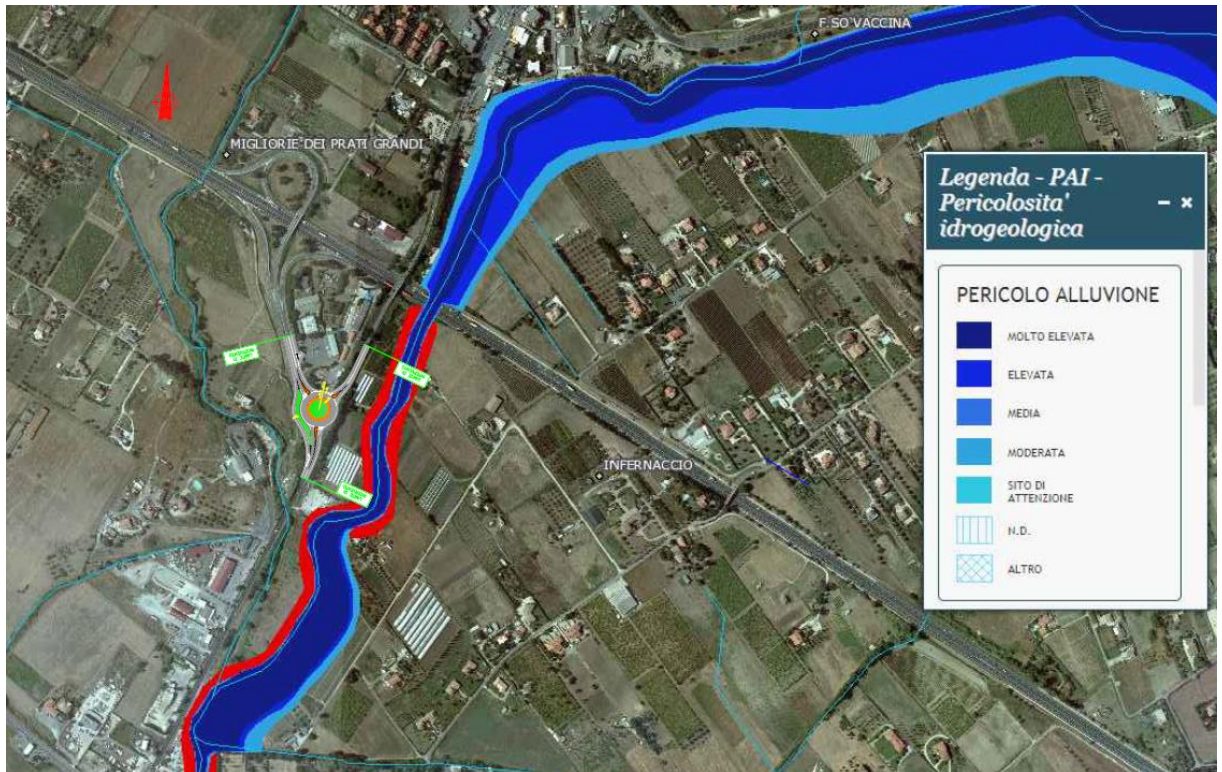 F.SO VACCINA
MIGLIORIE DEI PRATI GRANDI
INFERNACCIO
Legenda - PAI -
Pericolosita'
idrogeologica
PERICOLO ALLUVIONE
MOLTO ELEVATA
ELEVATA
MEDIA
MODERATA
SITO DI
ATTENZIONE
N.D.
ALTRO